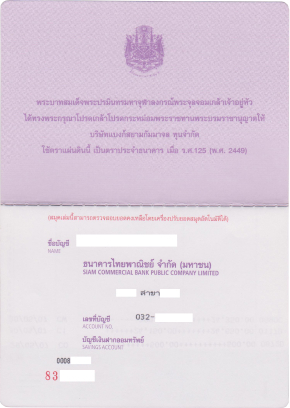 พระบาทสมเด็จพระปรมินทรมหาจุฬาลงกรณ์พระจุลจอมเกล้าเจ้าอยู่หัว
ได้ทรงพระกรุณาโปรดเกล้าโปรดกระหม่อมพระราชทานพระบรมราชานุญาตให้
บริษัทแบงก์สยามกัมมาจล ทุนจำกัด
ใช้ตราแผ่นดินนี้ เป็นตราประจำธนาคาร เมื่อ ร.ศ.125 (พ.ศ. 2449)
(สมุดเล่มนี้สามารถตรวจสอบยอดคงเหลือโดยเครื่องปรับยอดสมุดอัตโนมัติได้)
ชื่อบัญชี
NAME
ธนาคารไทยพาณิชย์ จำกัด (มหาชน)
SIAM COMMERCIAL BANK PUBLIC COMPANY LIMITED
สาขา
เลขที่บัญชี 032-
ACCOUNT NO.
บัญชีเงินฝากออมทรัพย์
SAVINGS ACCOUNT
0006
83